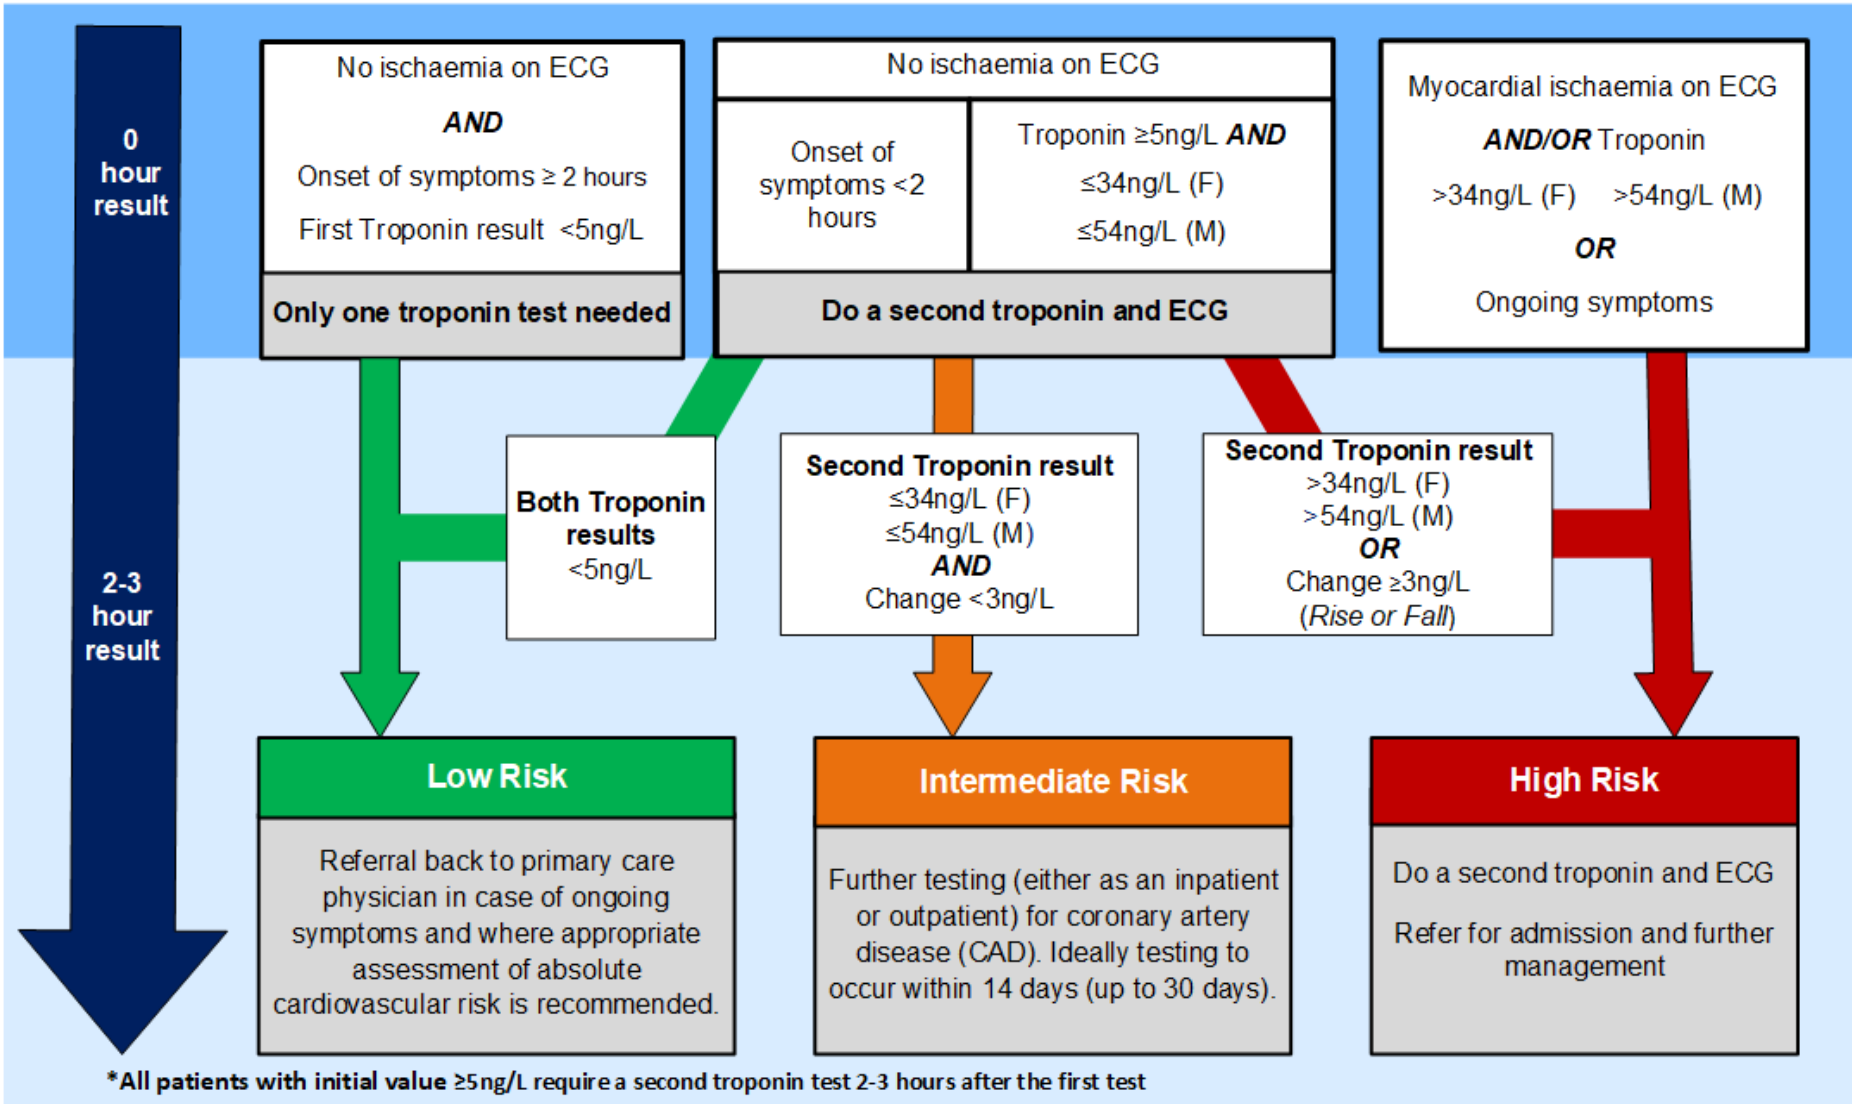 0
hour
result
No ischaemia on ECG
AND
Onset of symptoms ≥ 2 hours
First Troponin result <5ng/L
Only one troponin test needed
No ischaemia on ECG
Onset of
symptoms <2
hours
Troponin ≥5ng/L AND
≤34ng/L (F)
≤54ng/L (M)
Do a second troponin and ECG
Myocardial ischaemia on ECG
AND/OR Troponin
>34ng/L (F) >54ng/L (M)
OR
Ongoing symptoms
2-3
hour
result
Both Troponin
results
<5ng/L
Second Troponin result
≤34ng/L (F)
≤54ng/L (M)
AND
Change <3ng/L
Second Troponin result
>34ng/L (F)
>54ng/L (M)
OR
Change ≥3ng/L
(Rise or Fall)
Low Risk
Referral back to primary care
physician in case of ongoing
symptoms and where appropriate
assessment of absolute
cardiovascular risk is recommended.
Intermediate Risk
Further testing (either as an inpatient
or outpatient) for coronary artery
disease (CAD). Ideally testing to
occur within 14 days (up to 30 days).
High Risk
Do a second troponin and ECG
Refer for admission and further
management
*All patients with initial value ≥5ng/L require a second troponin test 2-3 hours after the first test